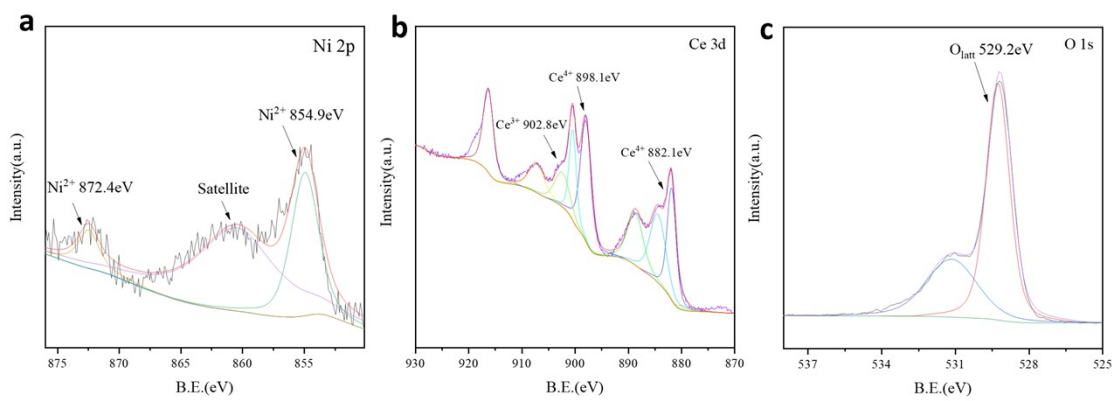 a
Ni 2p
Ni²⁺ 854.9eV
Ni²⁺ 872.4eV
Satellite
Intensity(a.u.)
875 870 865 860 855
B.E.(eV)
b
Ce 3d
Ce⁴⁺ 898.1eV
Ce³⁺ 902.8eV
Ce⁴⁺ 882.1eV
Intensity(a.u.)
930 920 910 900 890 880 870
B.E.(eV)
c
O 1s
Olatt 529.2eV
Intensity(a.u.)
537 534 531 529 525
B.E.(eV)